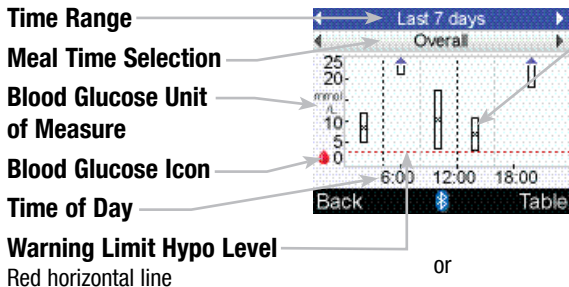 Time Range
Meal Time Selection
Blood Glucose Unit
of Measure
Blood Glucose Icon
Time of Day
Warning Limit Hypo Level
Red horizontal line
Last 7 days
Overall
25
20
mmol
/L
10
5
0
6:00 12:00 18:00
Back Table
or